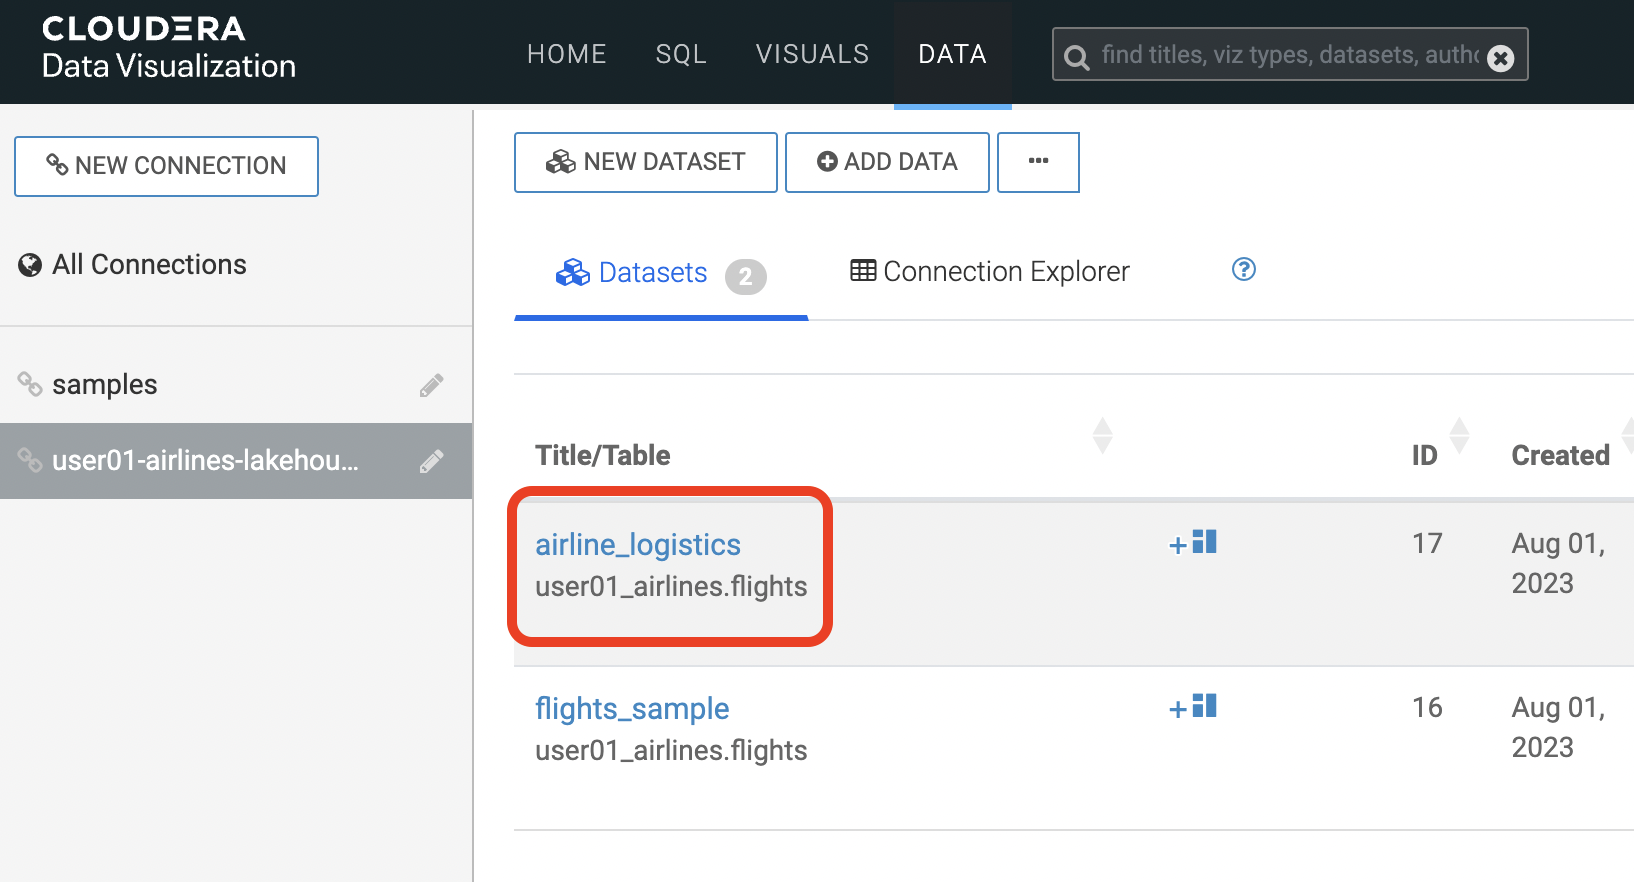 CLOUDERA
Data Visualization
HOME SQL VISUALS DATA find titles, viz types, datasets, autho
NEW CONNECTION
All Connections
samples
user01-airlines-lakehou...
NEW DATASET ADD DATA ...
Datasets 2 Connection Explorer ?
Title/Table ID Created
airline_logistics 17 Aug 01,
user01_airlines.flights 2023
flights_sample 16 Aug 01,
user01_airlines.flights 2023